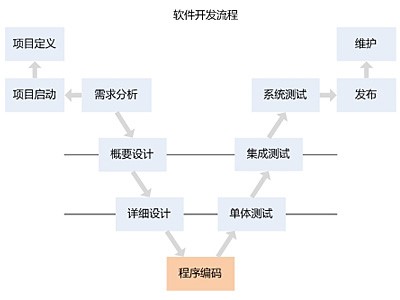 软件开发流程
项目定义
维护
项目启动
需求分析
系统测试
发布
概要设计
集成测试
详细设计
单体测试
程序编码